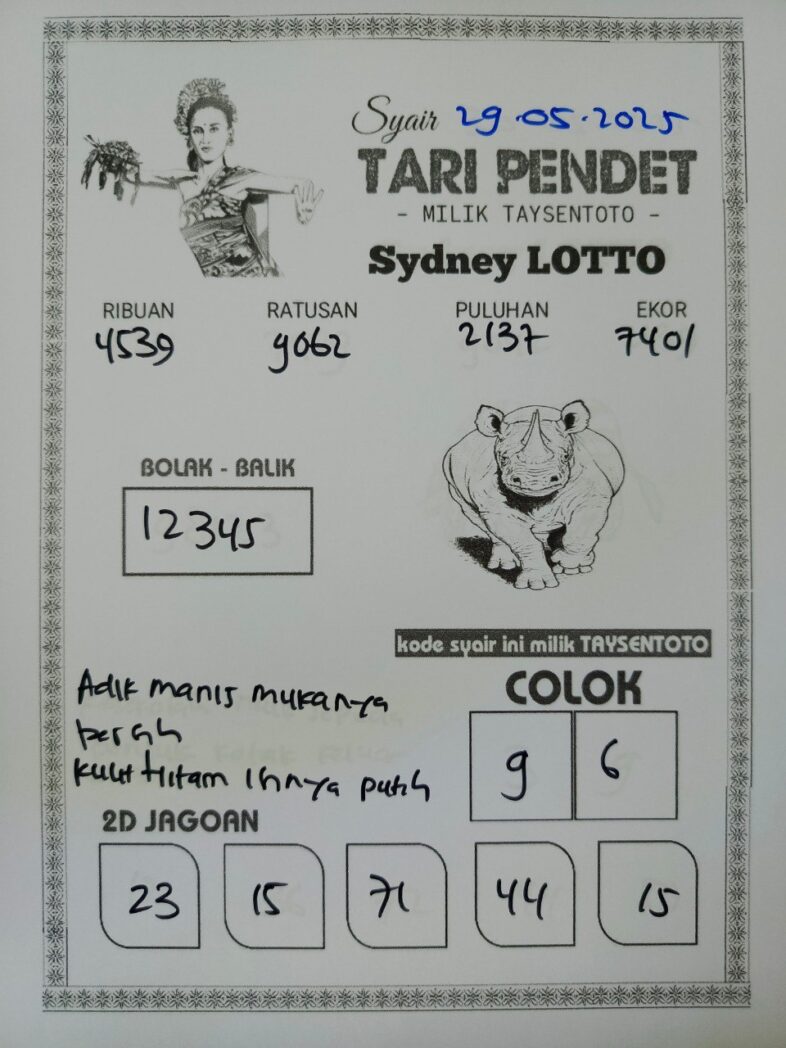 Syair 29.05.2025
TARI PENDET
- MILIK TAYSENTOTO -
Sydney LOTTO
RIBUAN RATUSAN PULUHAN EKOR
4539 9062 2137 7401
BOLAK - BALIK
12345
kode syair ini milik TAYSENTOTO
Adik manis mukanya
bersih
kulit Hitam Isinya putih
COLOK
9 6
2D JAGOAN
23 15 71 44 15